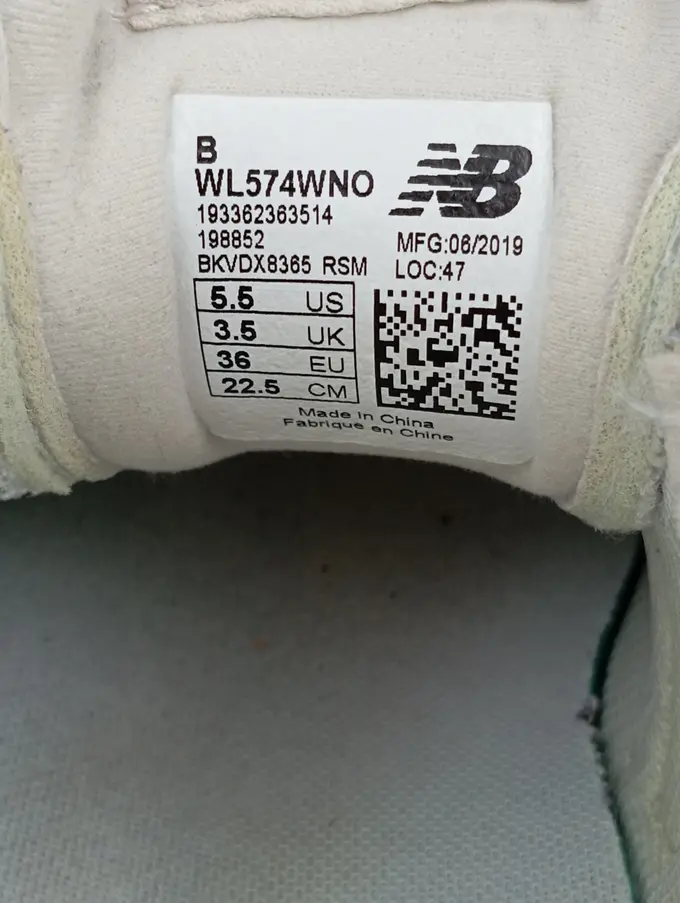 B
WL574WNO
193362363514
198852
BKVDX8365 RSM
NB
MFG:06/2019
LOC:47
5.5 US
3.5 UK
36 EU
22.5 CM
Made in China
Fabrique en Chine